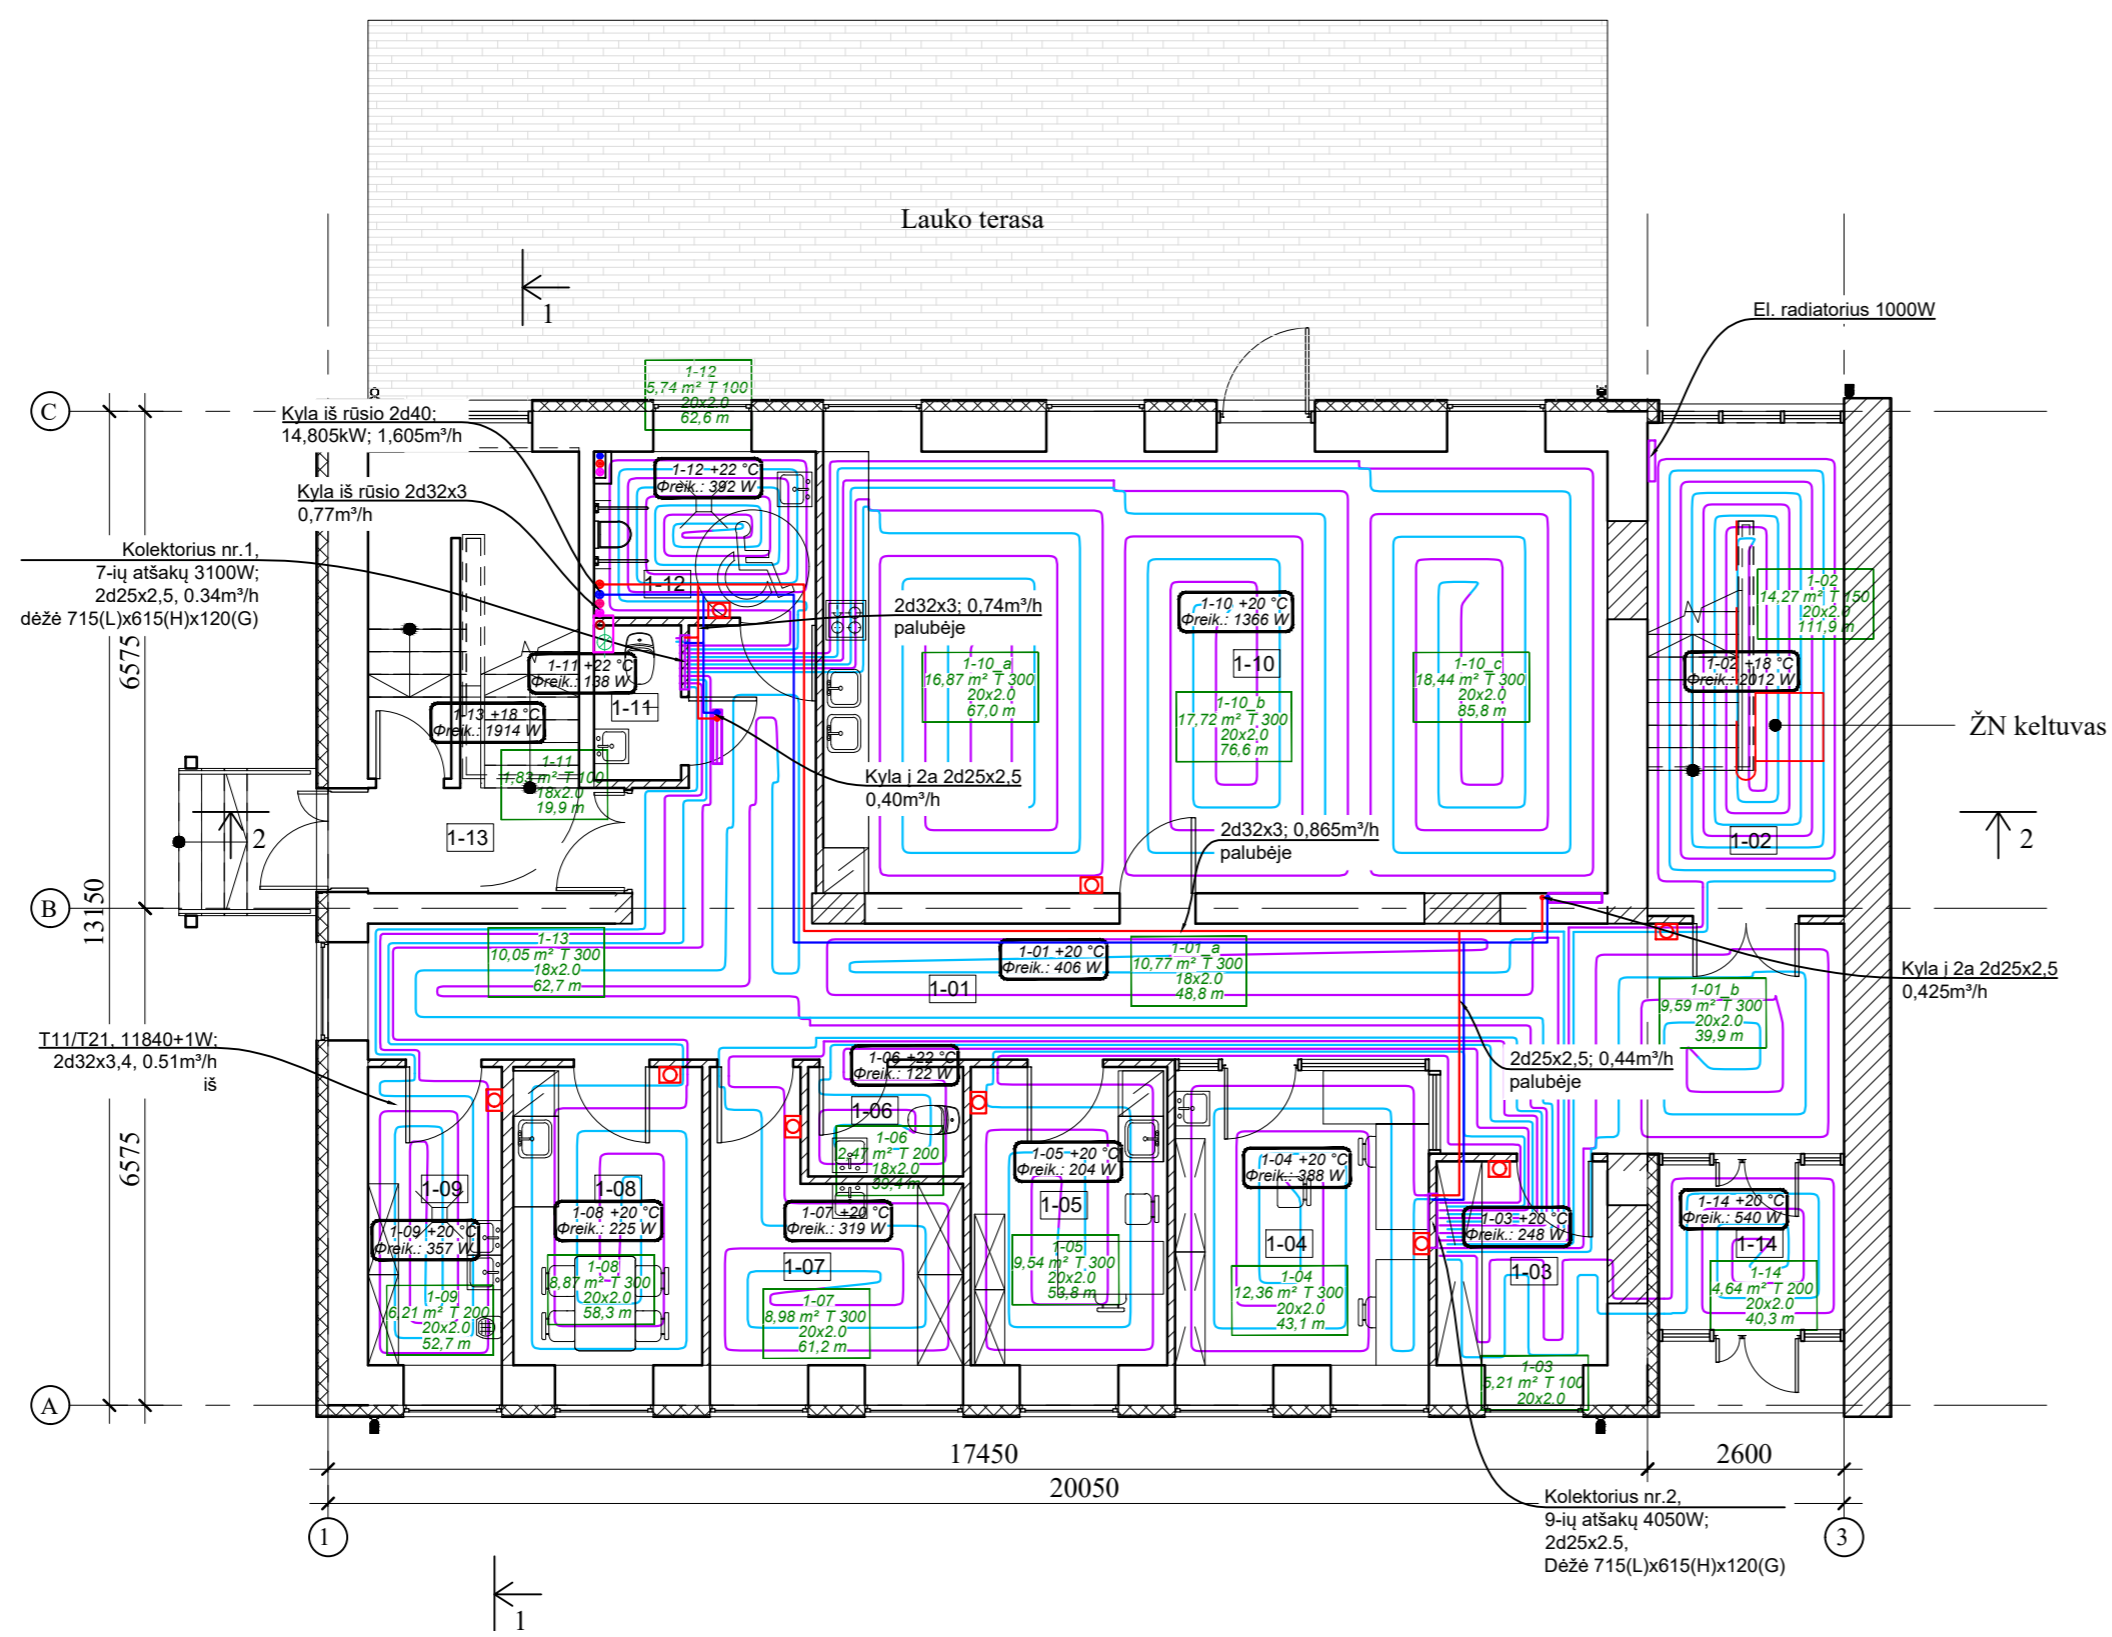 Lauko terasa
1
El. radiatorius 1000W
1-12
5,74 m² T 100
20x2.0
62,6 m
C
Kyla iš rūsio 2d40;
14,805kW; 1,605m³/h
1-12 +22 °C
Φreik.: 392 W
Kyla iš rūsio 2d32x3
0,77m³/h
Kolektorius nr.1,
7-ių atšakų 3100W;
2d25x2,5, 0.34m³/h
dėžė 715(L)x615(H)x120(G)
1-12
2d32x3; 0,74m³/h
palubėje
1-10 +20 °C
Φreik.: 1366 W
1-02
14,27 m² T 150
20x2.0
111,9 m
6575
1-11 +22 °C
Φreik.: 138 W
1-11
1-10_a
16,87 m² T 300
20x2.0
67,0 m
1-10
1-10_b
17,72 m² T 300
20x2.0
76,6 m
1-10_c
18,44 m² T 300
20x2.0
85,8 m
1-02 +18 °C
Φreik.: 2012 W
1-13 +18 °C
Φreik.: 1914 W
ŽN keltuvas
1-11
1,83 m² T 100
18x2.0
19,9 m
Kyla į 2a 2d25x2,5
0,40m³/h
2d32x3; 0,865m³/h
palubėje
1-13
2
1-02
2
B
13150
1-13
10,05 m² T 300
18x2.0
62,7 m
1-01 +20 °C
Φreik.: 406 W
1-01_a
10,77 m² T 300
18x2.0
48,8 m
1-01
1-01_b
9,59 m² T 300
20x2.0
39,9 m
Kyla į 2a 2d25x2,5
0,425m³/h
T11/T21, 11840+1W;
2d32x3,4, 0.51m³/h
iš
2d25x2,5; 0,44m³/h
palubėje
1-06 +22 °C
Φreik.: 122 W
1-06
1-06
2,47 m² T 200
18x2.0
39,4 m
6575
1-09
1-08
1-05 +20 °C
Φreik.: 204 W
1-05
1-04 +20 °C
Φreik.: 388 W
1-04
1-09 +20 °C
Φreik.: 357 W
1-08 +20 °C
Φreik.: 225 W
1-07 +20 °C
Φreik.: 319 W
1-07
1-03 +20 °C
Φreik.: 248 W
1-03
1-14 +20 °C
Φreik.: 540 W
1-14
1-09
6,21 m² T 200
20x2.0
52,7 m
1-08
8,87 m² T 300
20x2.0
58,3 m
1-07
8,98 m² T 300
20x2.0
61,2 m
1-05
9,54 m² T 300
20x2.0
53,8 m
1-04
12,36 m² T 300
20x2.0
43,1 m
1-14
4,64 m² T 200
20x2.0
40,3 m
1-03
5,21 m² T 100
20x2.0
A
17450
2600
20050
1
3
Kolektorius nr.2,
9-ių atšakų 4050W;
2d25x2.5,
Dėžė 715(L)x615(H)x120(G)
1